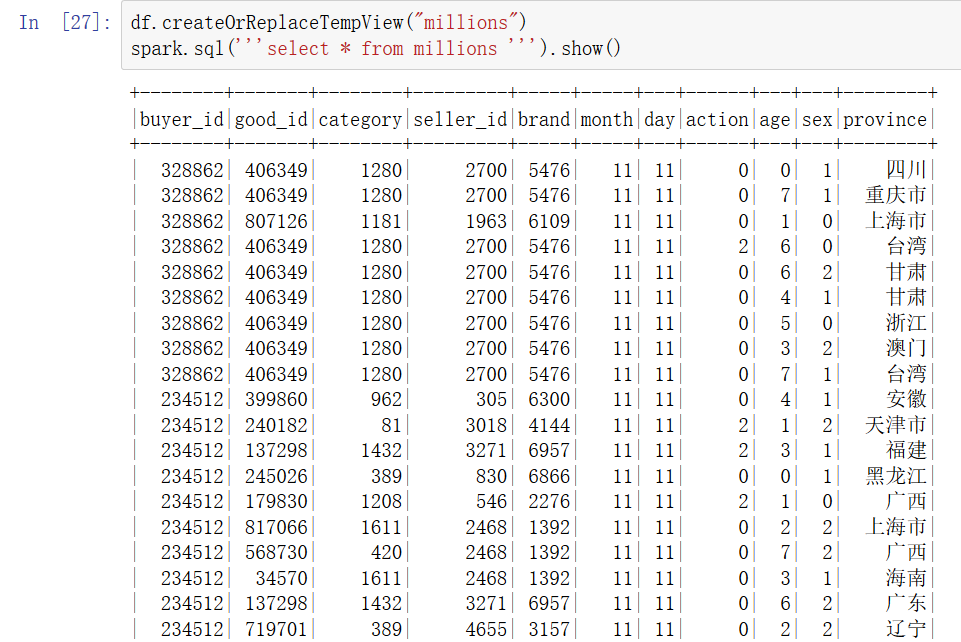 In [27]: df.createOrReplaceTempView("millions")
spark.sql('''select * from millions ''').show()
+--------+-------+--------+---------+-----+-----+---+------+---+---+--------+
|buyer_id|good_id|category|seller_id|brand|month|day|action|age|sex|province|
+--------+-------+--------+---------+-----+-----+---+------+---+---+--------+
|  328862| 406349|    1280|     2700| 5476|   11| 11|     0|  0|  1|    四川|
|  328862| 406349|    1280|     2700| 5476|   11| 11|     0|  7|  1|  重庆市|
|  328862| 807126|    1181|     1963| 6109|   11| 11|     0|  1|  0|  上海市|
|  328862| 406349|    1280|     2700| 5476|   11| 11|     2|  6|  0|    台湾|
|  328862| 406349|    1280|     2700| 5476|   11| 11|     0|  6|  2|    甘肃|
|  328862| 406349|    1280|     2700| 5476|   11| 11|     0|  4|  1|    甘肃|
|  328862| 406349|    1280|     2700| 5476|   11| 11|     0|  5|  0|    浙江|
|  328862| 406349|    1280|     2700| 5476|   11| 11|     0|  3|  2|    澳门|
|  328862| 406349|    1280|     2700| 5476|   11| 11|     0|  7|  1|    台湾|
|  234512| 399860|     962|      305| 6300|   11| 11|     0|  4|  1|    安徽|
|  234512| 240182|      81|     3018| 4144|   11| 11|     2|  1|  2|  天津市|
|  234512| 137298|    1432|     3271| 6957|   11| 11|     2|  3|  1|    福建|
|  234512| 245026|     389|      830| 6866|   11| 11|     0|  0|  1|  黑龙江|
|  234512| 179830|    1208|      546| 2276|   11| 11|     2|  1|  0|    广西|
|  234512| 817066|    1611|     2468| 1392|   11| 11|     0|  2|  2|  上海市|
|  234512| 568730|     420|     2468| 1392|   11| 11|     0|  7|  2|    广西|
|  234512|  34570|    1611|     2468| 1392|   11| 11|     0|  3|  1|    海南|
|  234512| 137298|    1432|     3271| 6957|   11| 11|     0|  6|  2|    广东|
|  234512| 719701|     389|     4655| 3157|   11| 11|     0|  2|  2|    辽宁|